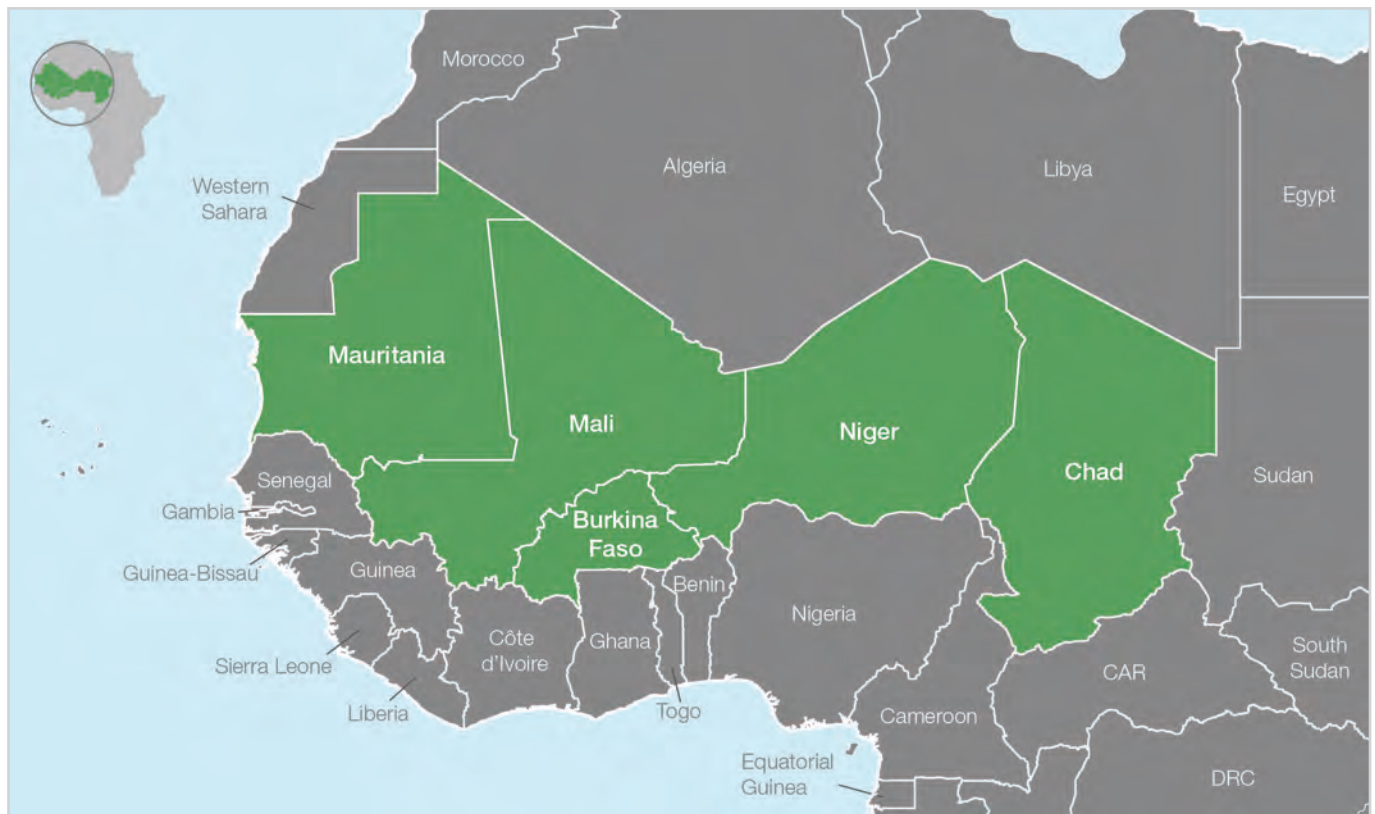 Morocco
Algeria
Libya
Egypt
Western
Sahara
Mauritania
Mali
Niger
Chad
Sudan
Senegal
Gambia
Burkina
Faso
Guinea-Bissau
Guinea
Benin
Nigeria
Côte
d'Ivoire
Ghana
South
Sudan
Sierra Leone
CAR
Liberia
Togo
Cameroon
Equatorial
Guinea
DRC